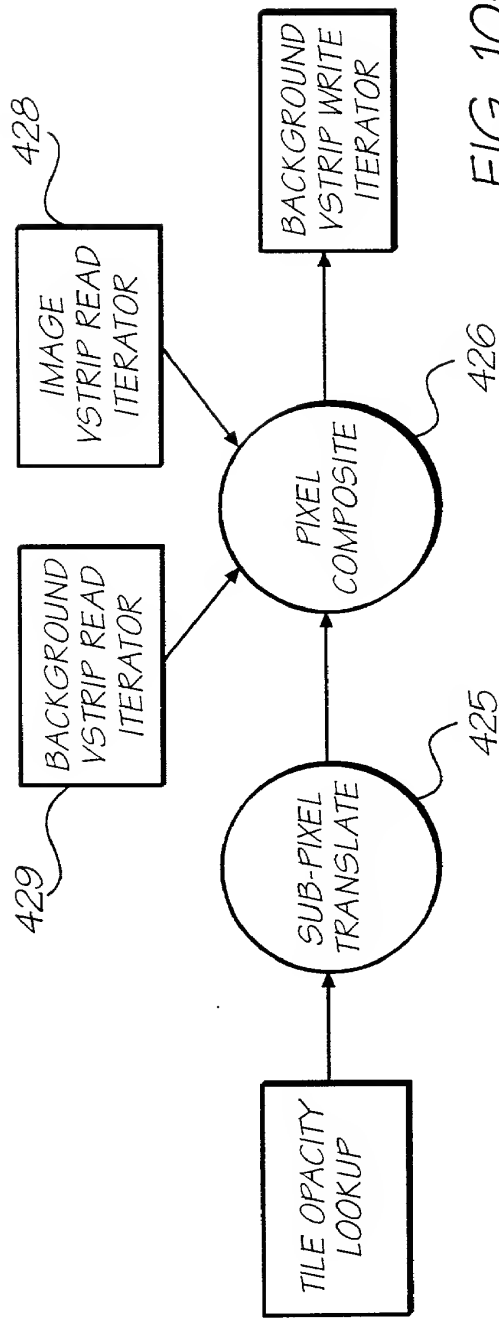 428
IMAGE
VSTRIP READ
ITERATOR
429
BACKGROUND
VSTRIP READ
ITERATOR
BACKGROUND
VSTRIP WRITE
ITERATOR
PIXEL
COMPOSITE
426
SUB-PIXEL
TRANSLATE
425
TILE OPACITY
LOOKUP
FIG. 10